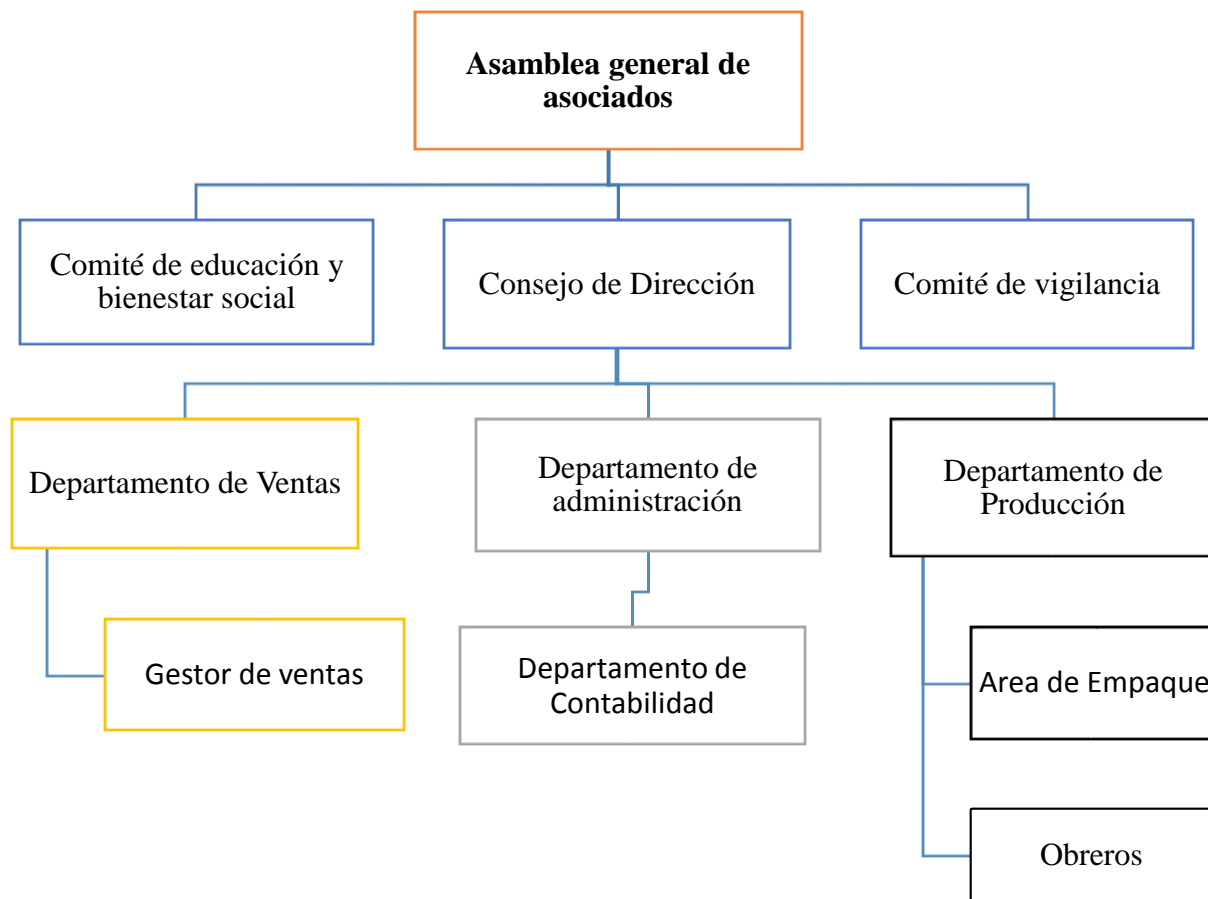 Asamblea general de
asociados
Comité de educación y
bienestar social
Consejo de Dirección
Comité de vigilancia
Departamento de Ventas
Departamento de
administración
Departamento de
Producción
Gestor de ventas
Departamento de
Contabilidad
Area de Empaque
Obreros